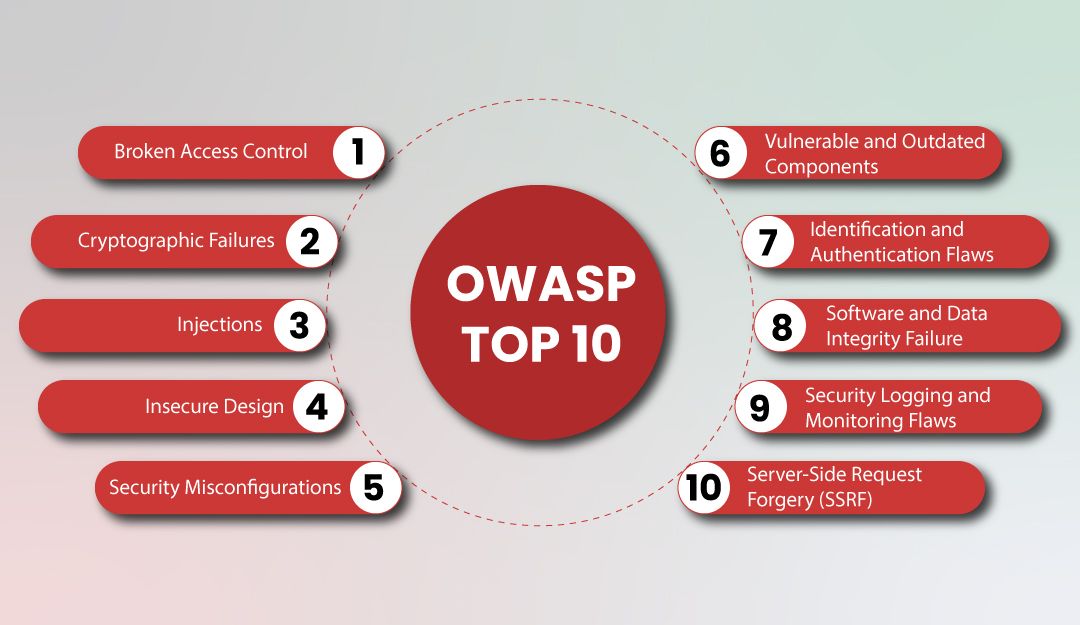 OWASP
TOP 10
Broken Access Control 1
Cryptographic Failures 2
Injections 3
Insecure Design 4
Security Misconfigurations 5
6 Vulnerable and Outdated
Components
7 Identification and
Authentication Flaws
8 Software and Data
Integrity Failure
9 Security Logging and
Monitoring Flaws
10 Server-Side Request
Forgery (SSRF)